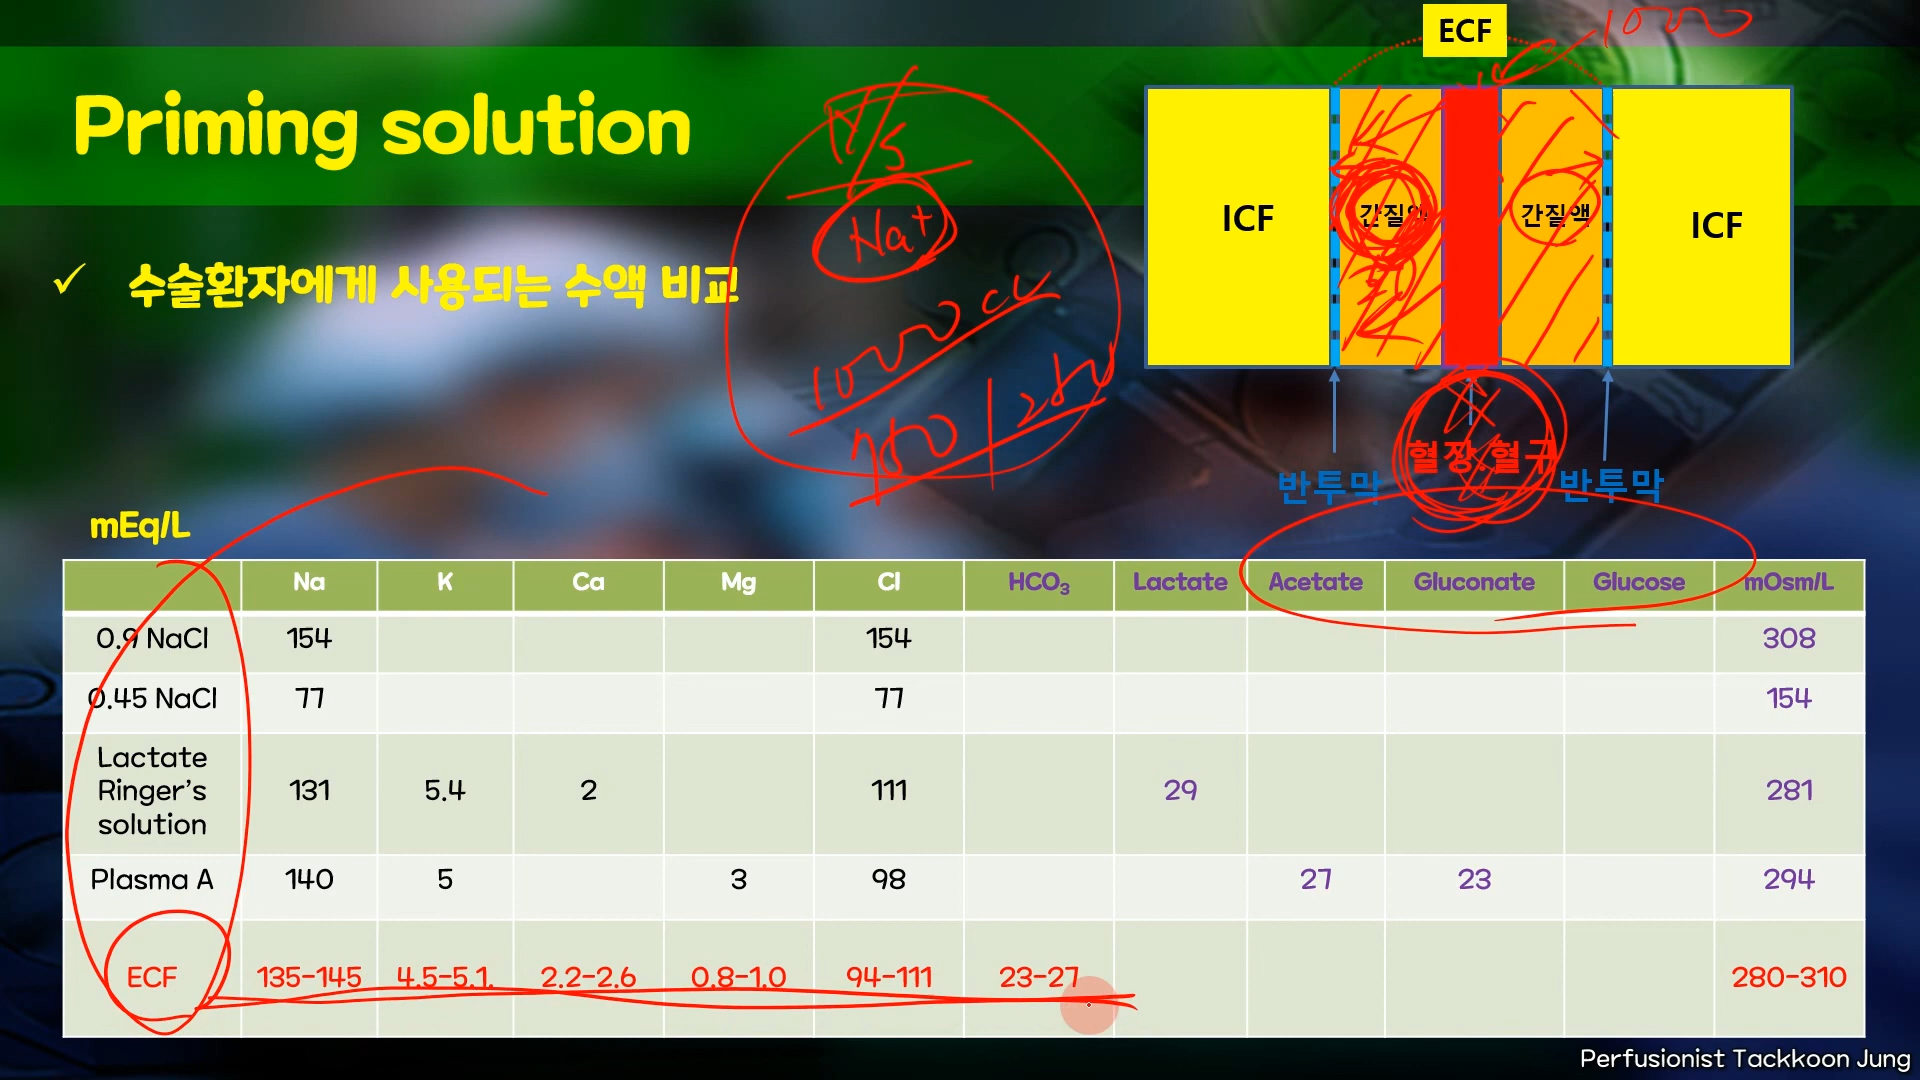 ECF
1000
Priming solution
N/S
Na+
ICF
간질액
간질액
ICF
✓ 수술환자에게 사용되는 수액 비교
1000 cc
750 / 250
혈장.혈구
반투막
반투막
mEq/L
Na K Ca Mg Cl HCO₃ Lactate Acetate Gluconate Glucose mOsm/L
0.9 NaCl 154 154 308
0.45 NaCl 77 77 154
Lactate
Ringer's
solution
131 5.4 2 111 29 281
Plasma A 140 5 3 98 27 23 294
ECF 135-145 4.5-5.1. 2.2-2.6 0.8-1.0 94-111 23-27 280-310
Perfusionist Tackkoon Jung